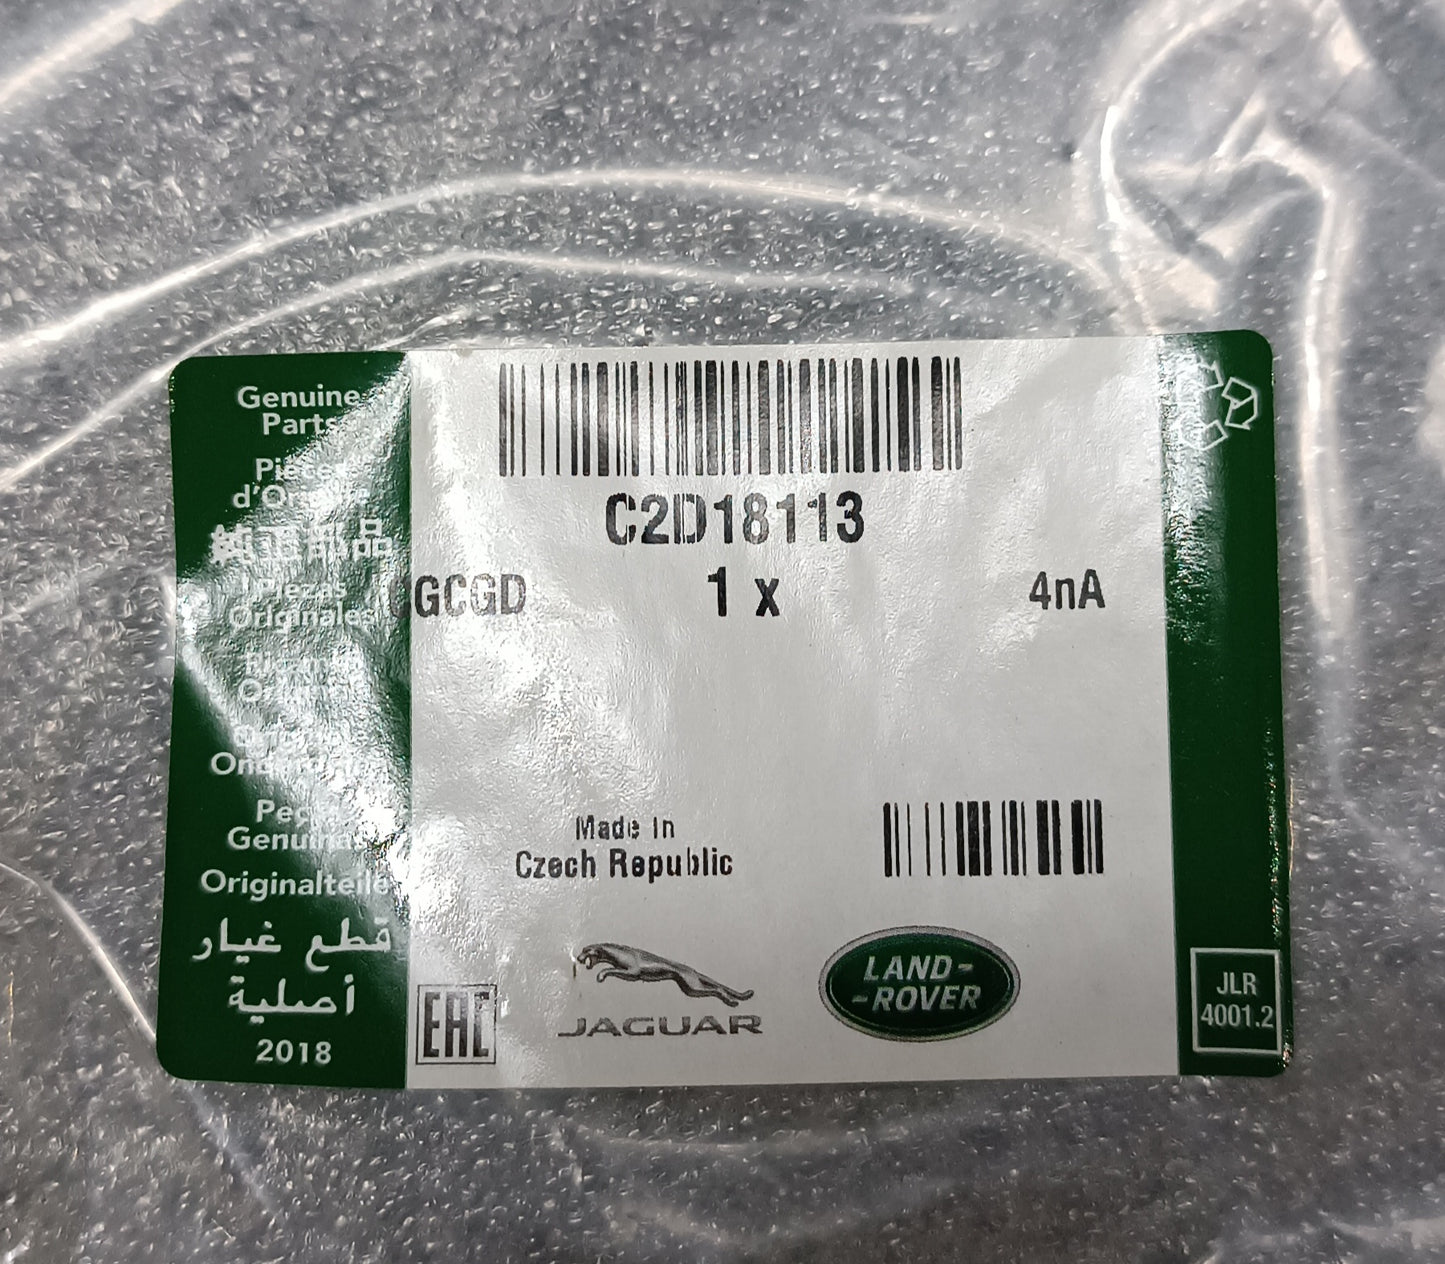 Genuine
Parts
Pièces
d'Origine
C2D18113
GCGD 1 x 4nA
Piezas
Originales
Peças
Genuínas
Originalteile
قطع غيار
أصلية
2018
Made in
Czech Republic
EAC
JAGUAR
LAND-
-ROVER
JLR
4001.2